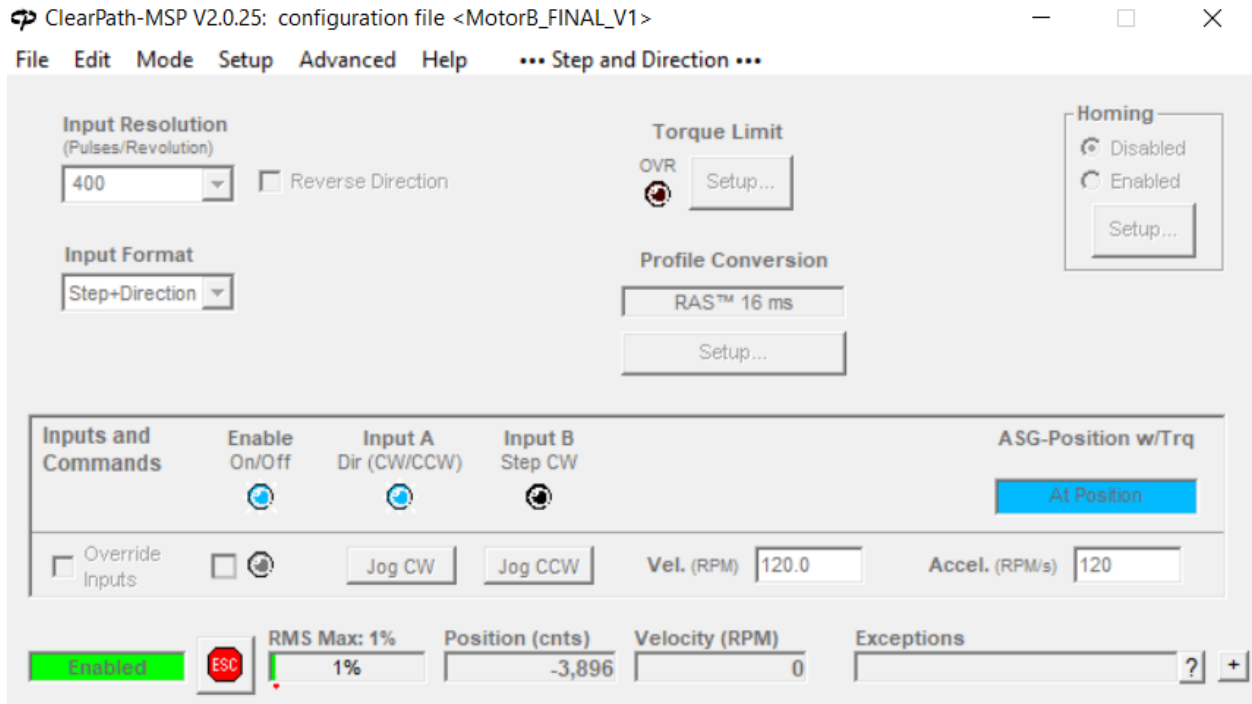 ClearPath-MSP V2.0.25: configuration file <MotorB_FINAL_V1>
File Edit Mode Setup Advanced Help ••• Step and Direction •••
Input Resolution
(Pulses/Revolution)
400
Reverse Direction
Input Format
Step+Direction
Torque Limit
OVR
Setup...
Profile Conversion
RAS™ 16 ms
Setup...
Homing
Disabled
Enabled
Setup...
Inputs and
Commands
Enable
On/Off
Input A
Dir (CW/CCW)
Input B
Step CW
ASG-Position w/Trq
At Position
Override
Inputs
Jog CW
Jog CCW
Vel. (RPM)
120.0
Accel. (RPM/s)
120
Enabled
ESC
RMS Max: 1%
1%
Position (cnts)
-3,896
Velocity (RPM)
0
Exceptions
?
+